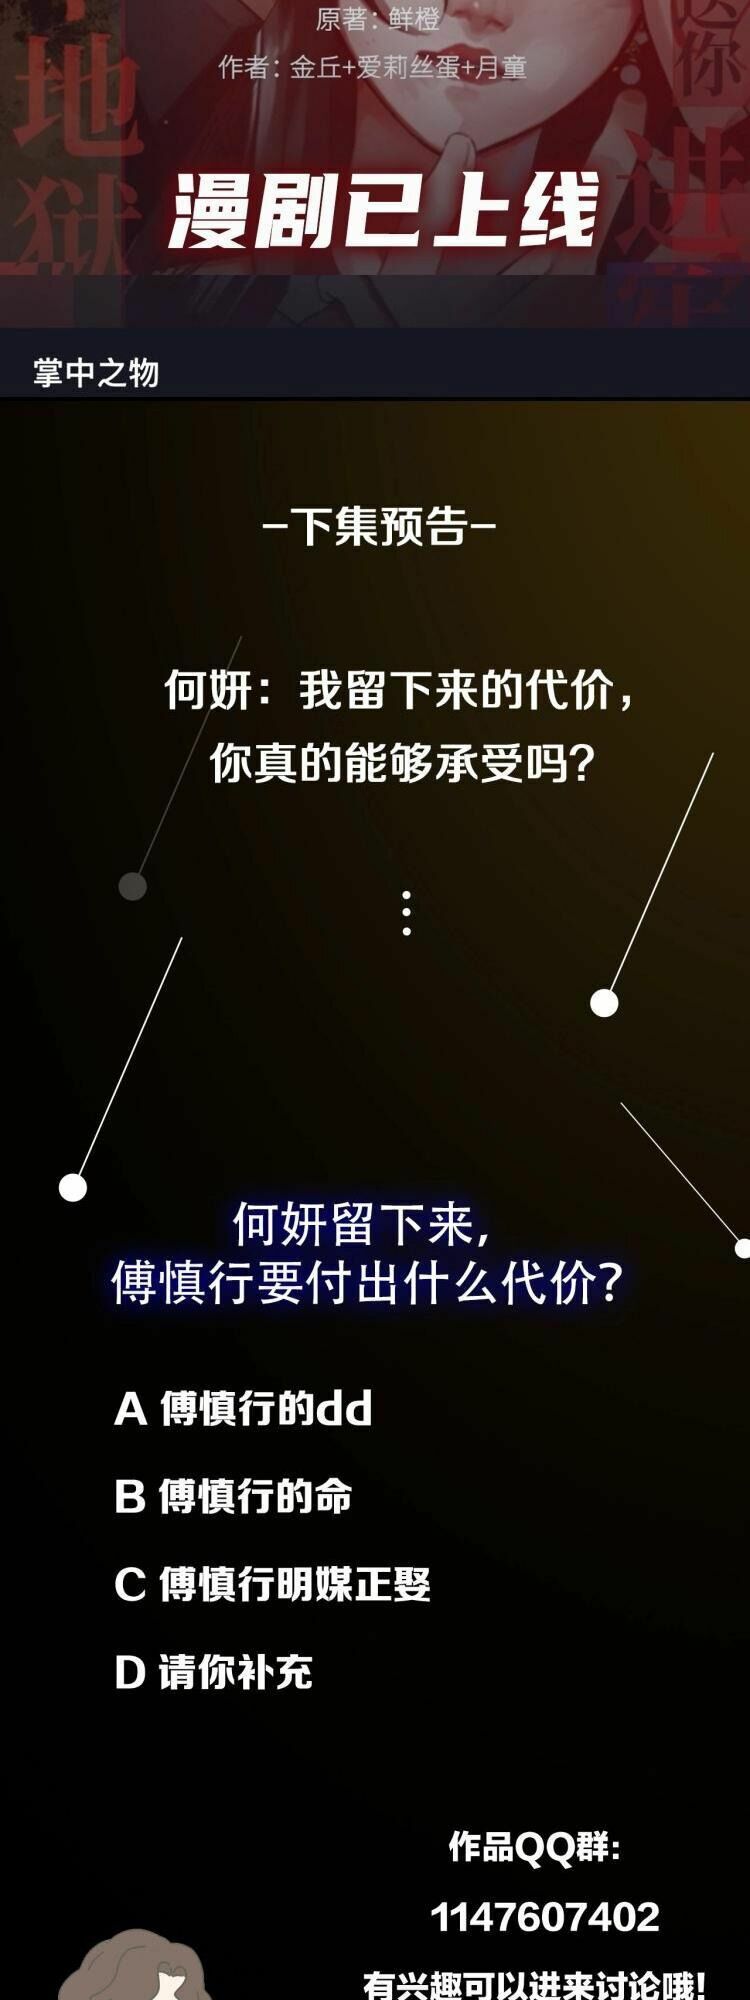 原著：鲜橙
作者：金丘+爱莉丝蛋+月童
地狱
送你进牢
漫剧已上线
掌中之物
–下集预告–
何妍：我留下来的代价，
你真的能够承受吗？
⋮
何妍留下来，
傅慎行要付出什么代价？
A 傅慎行的dd
B 傅慎行的命
C 傅慎行明媒正娶
D 请你补充
作品QQ群：
1147607402
有兴趣可以进来讨论哦！